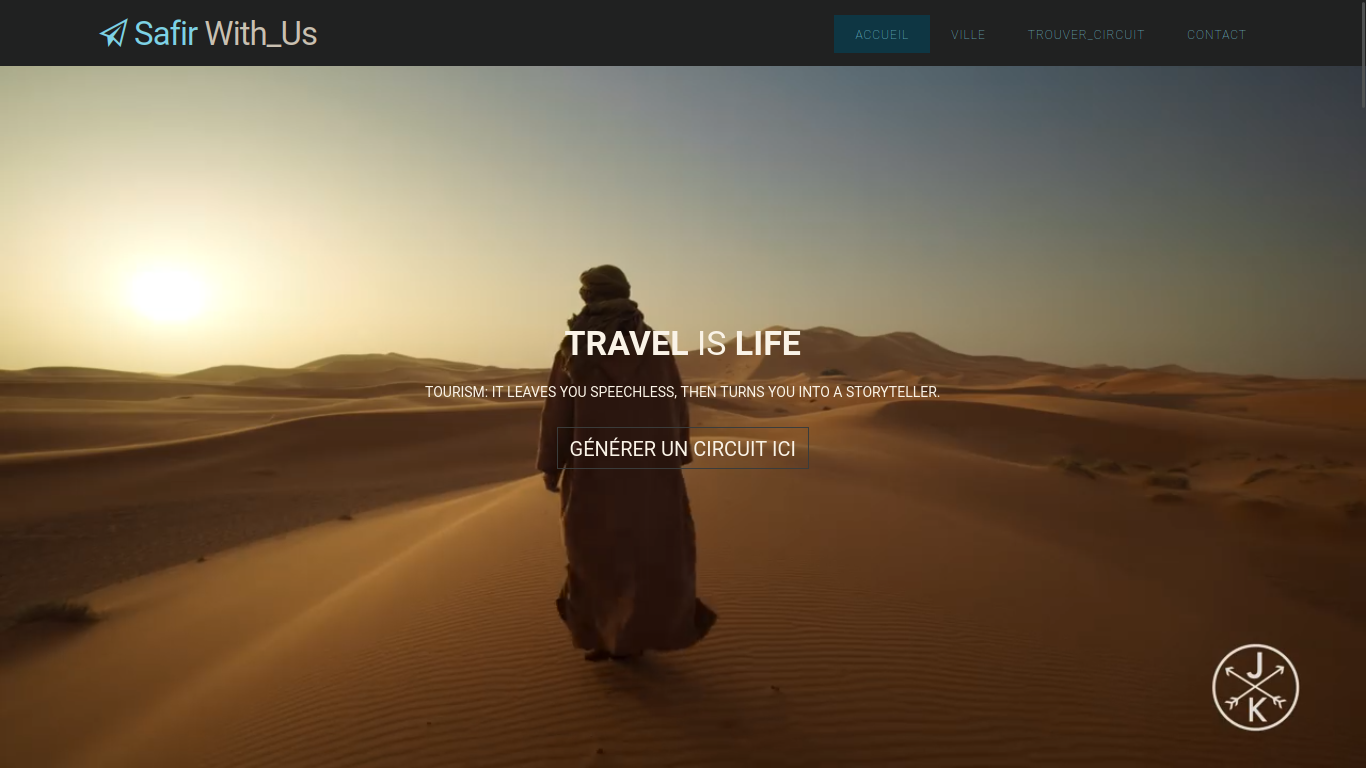 Safir With_Us
ACCUEIL
VILLE
TROUVER_CIRCUIT
CONTACT
TRAVEL IS LIFE
TOURISM: IT LEAVES YOU SPEECHLESS, THEN TURNS YOU INTO A STORYTELLER.
GÉNÉRER UN CIRCUIT ICI
J
K